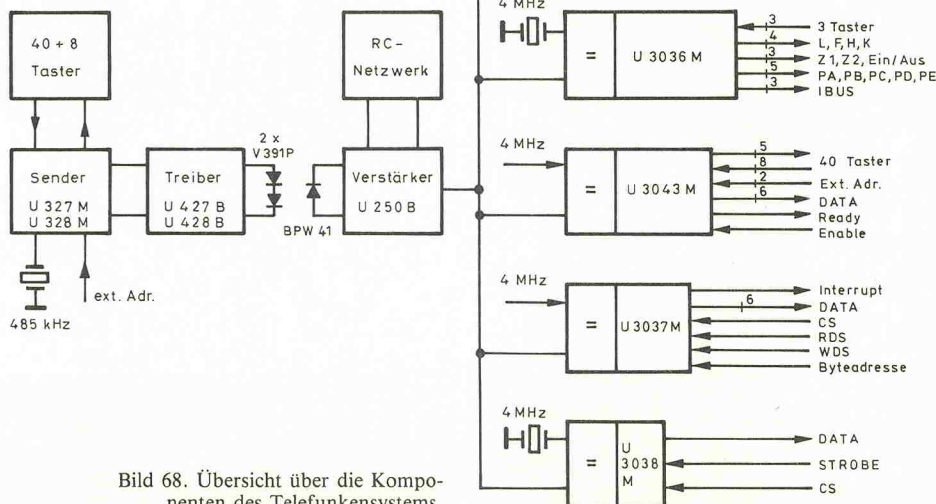 40 + 8
Taster
Sender
U 327 M
U 328 M
485 kHz
ext. Adr.
Treiber
U 427 B
U 428 B
2 x
V391P
BPW 41
RC-
Netzwerk
Verstärker
U 250 B
4 MHz
=
U 3036 M
3
3 Taster
4
L, F, H, K
3
Z1, Z2, Ein/Aus
5
PA, PB, PC, PD, PE
3
IBUS
4 MHz
=
U 3043 M
5
8
40 Taster
2
Ext. Adr.
6
DATA
Ready
Enable
4 MHz
=
U 3037 M
Interrupt
6
DATA
CS
RDS
WDS
Byteadresse
4 MHz
=
U
3038
M
DATA
STROBE
CS
Bild 68. Übersicht über die Kompo-
nenten des Telefunkensystems